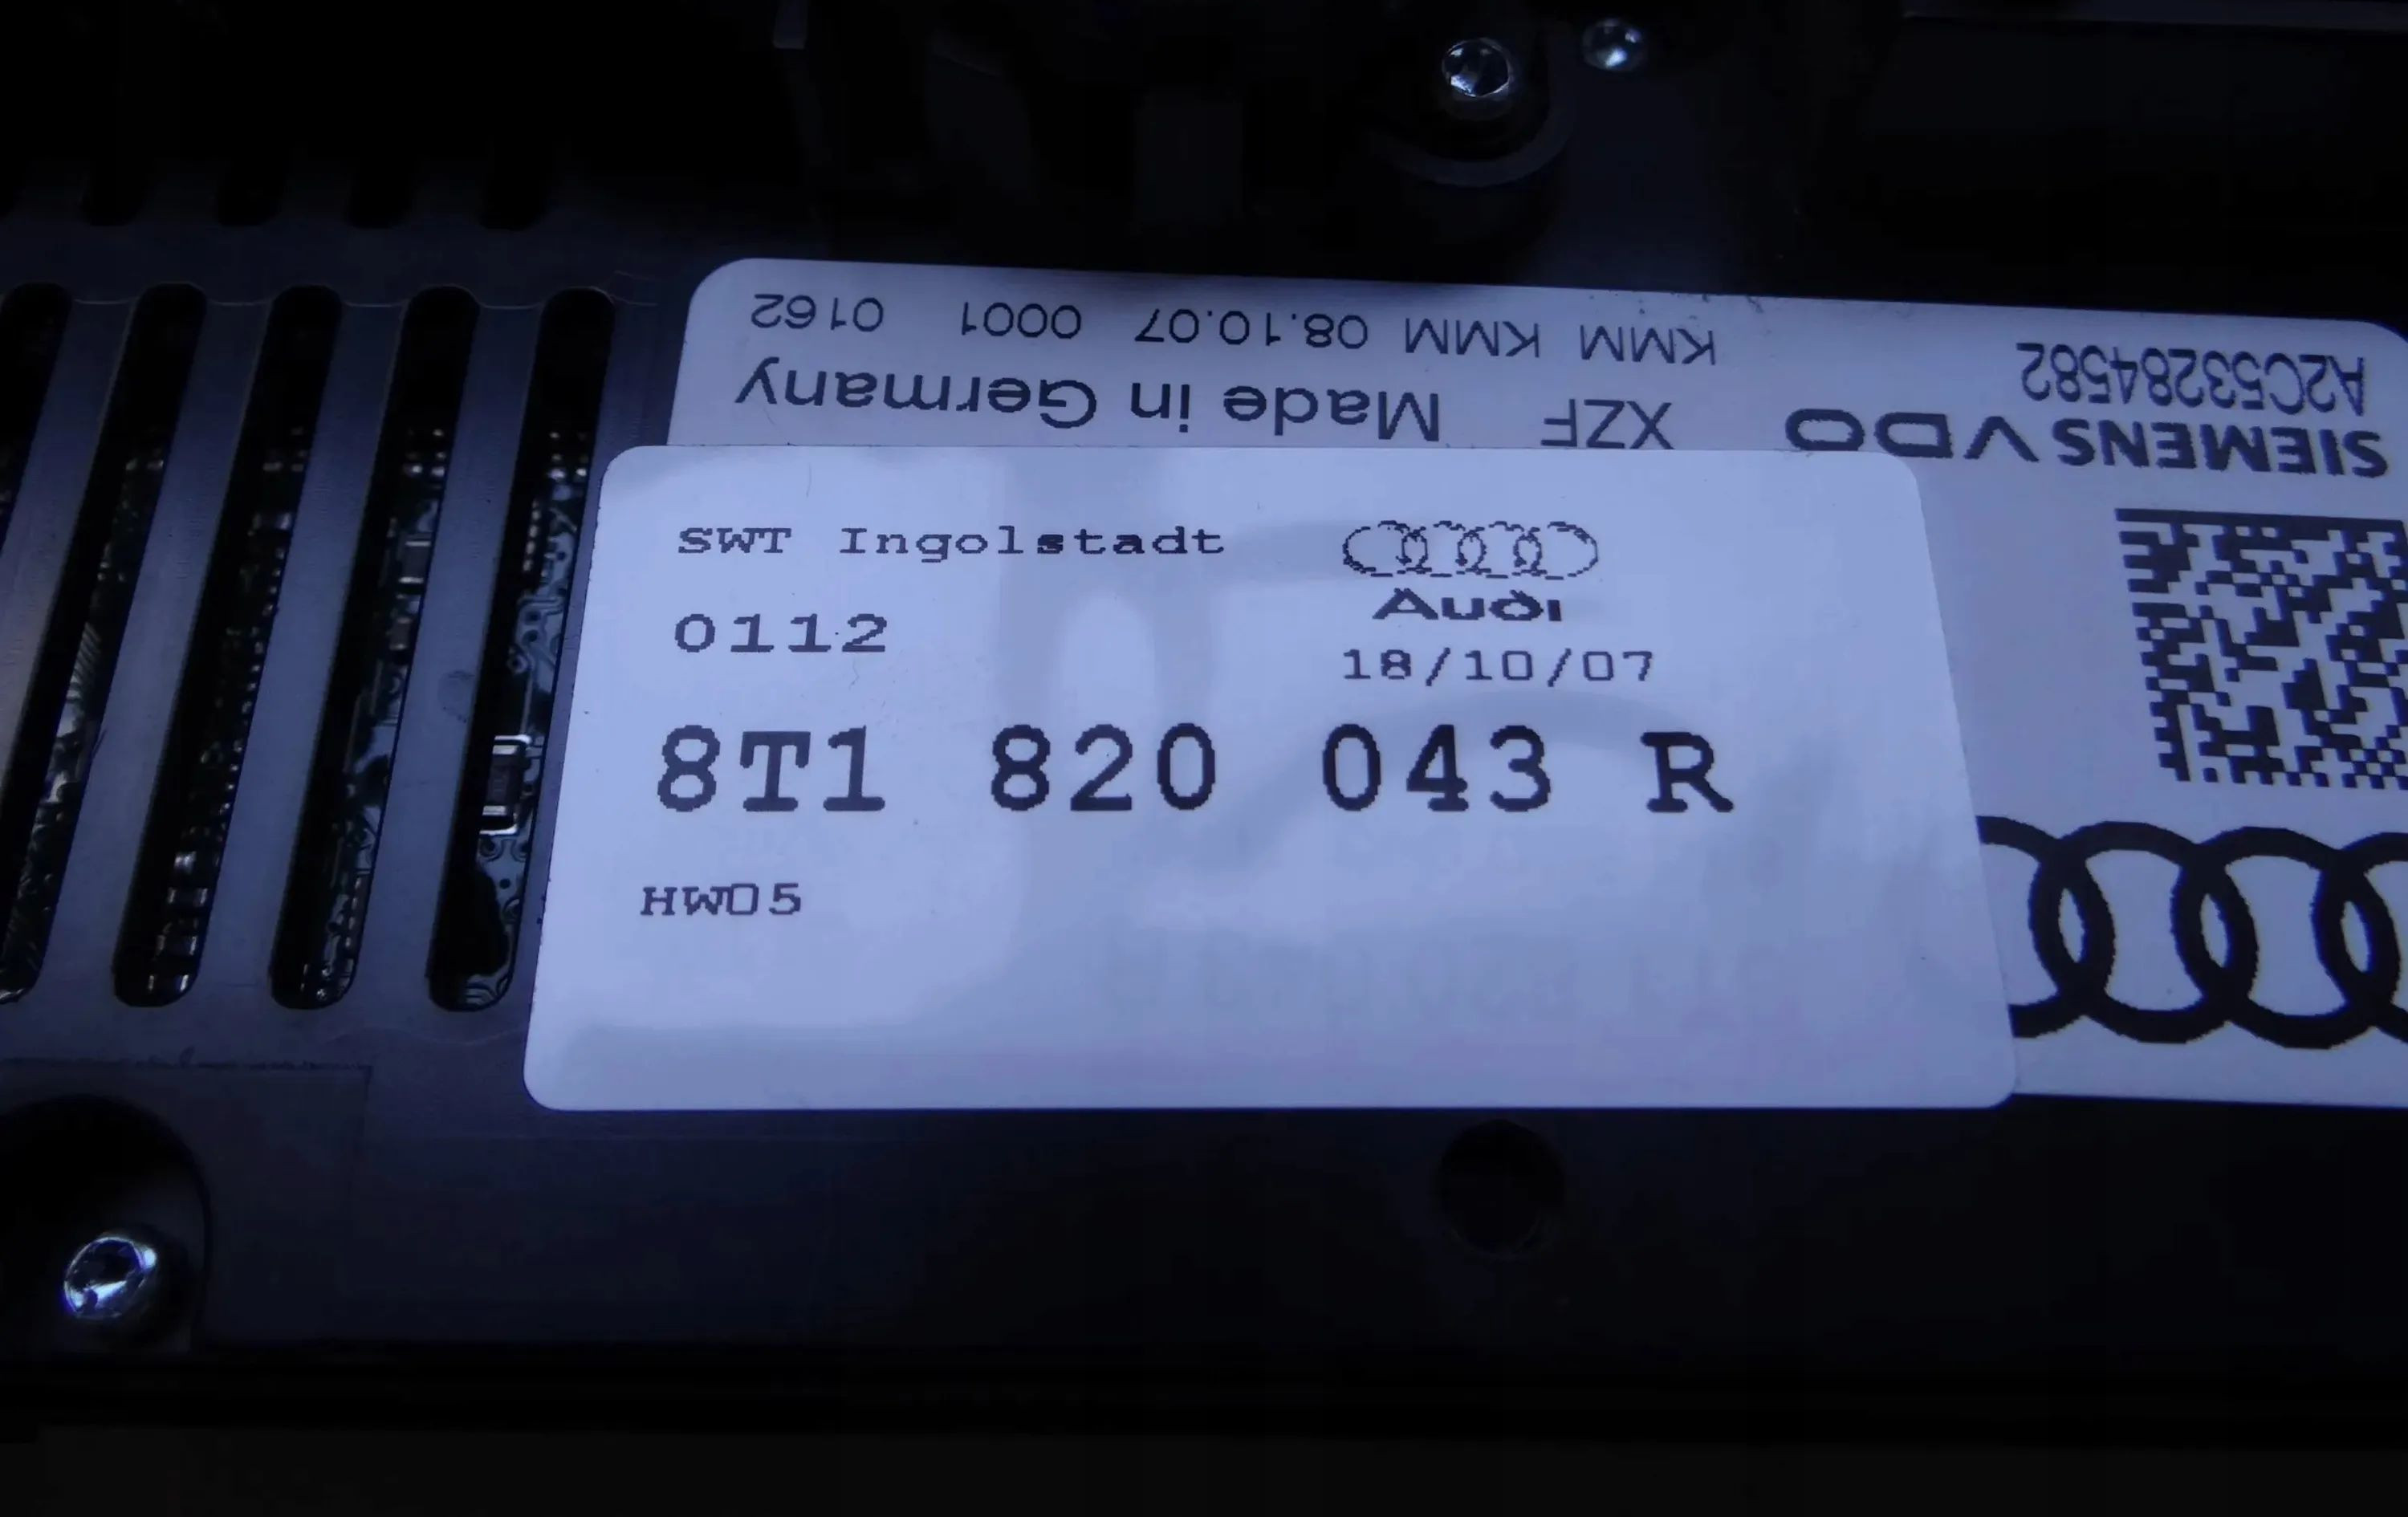 SWT Ingolstadt
Audi
0112
18/10/07
8T1 820 043 R
HW05
A2C53284582
KMM KMM 08.10.07 0001 0162
SIEMENS VDO
XZF Made in Germany